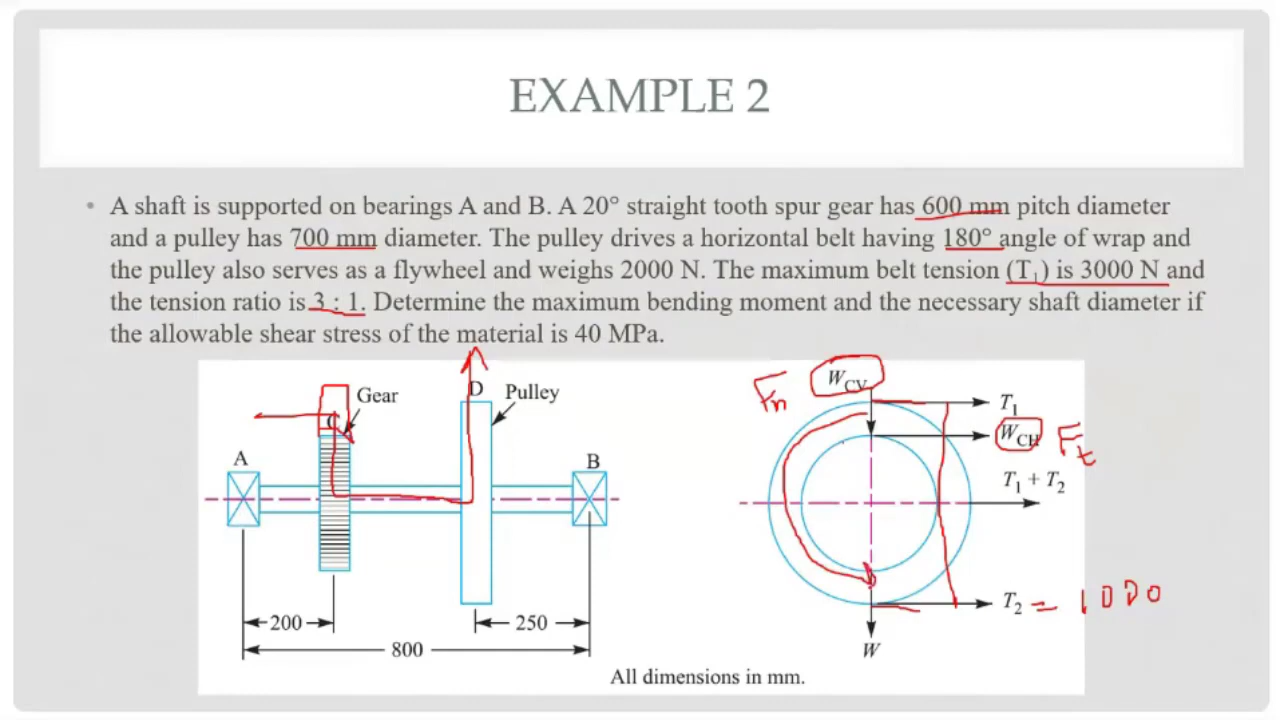 EXAMPLE 2
• A shaft is supported on bearings A and B. A 20° straight tooth spur gear has 600 mm pitch diameter
and a pulley has 700 mm diameter. The pulley drives a horizontal belt having 180° angle of wrap and
the pulley also serves as a flywheel and weighs 2000 N. The maximum belt tension (T₁) is 3000 N and
the tension ratio is 3 : 1. Determine the maximum bending moment and the necessary shaft diameter if
the allowable shear stress of the material is 40 MPa.
C Gear
D Pulley
A
B
200
250
800
Fn
W_CV
T₁
W_CH Ft
T₁ + T₂
T₂ = 1000
W
All dimensions in mm.